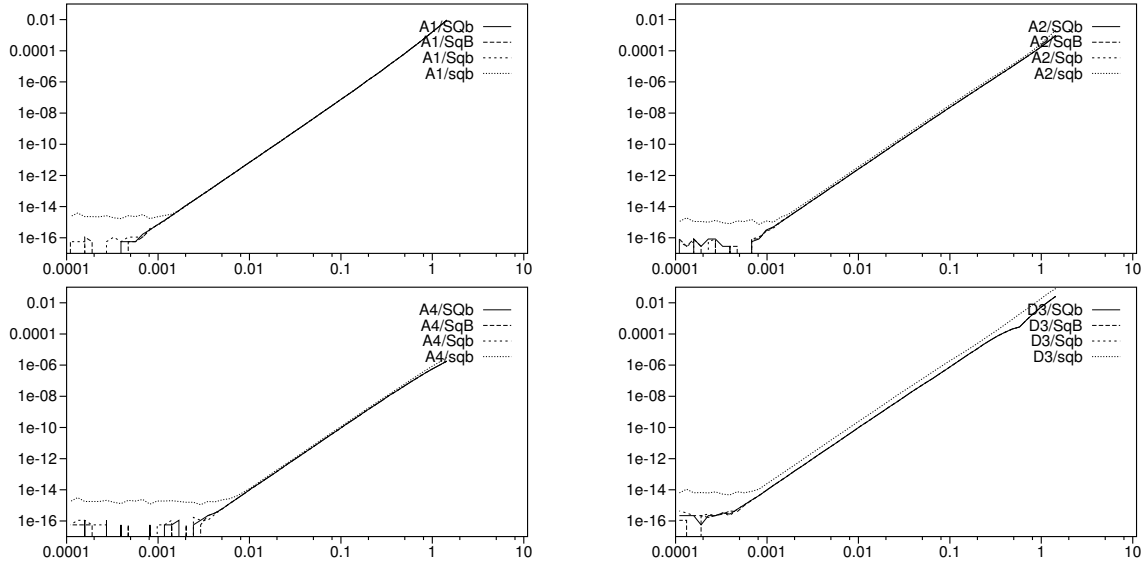 0.01
0.0001
1e-06
1e-08
1e-10
1e-12
1e-14
1e-16
0.0001 0.001 0.01 0.1 1 10
A1/SQb
A1/SqB
A1/Sqb
A1/sqb
0.01
0.0001
1e-06
1e-08
1e-10
1e-12
1e-14
1e-16
0.0001 0.001 0.01 0.1 1 10
A2/SQb
A2/SqB
A2/Sqb
A2/sqb
0.01
0.0001
1e-06
1e-08
1e-10
1e-12
1e-14
1e-16
0.0001 0.001 0.01 0.1 1 10
A4/SQb
A4/SqB
A4/Sqb
A4/sqb
0.01
0.0001
1e-06
1e-08
1e-10
1e-12
1e-14
1e-16
0.0001 0.001 0.01 0.1 1 10
D3/SQb
D3/SqB
D3/Sqb
D3/sqb